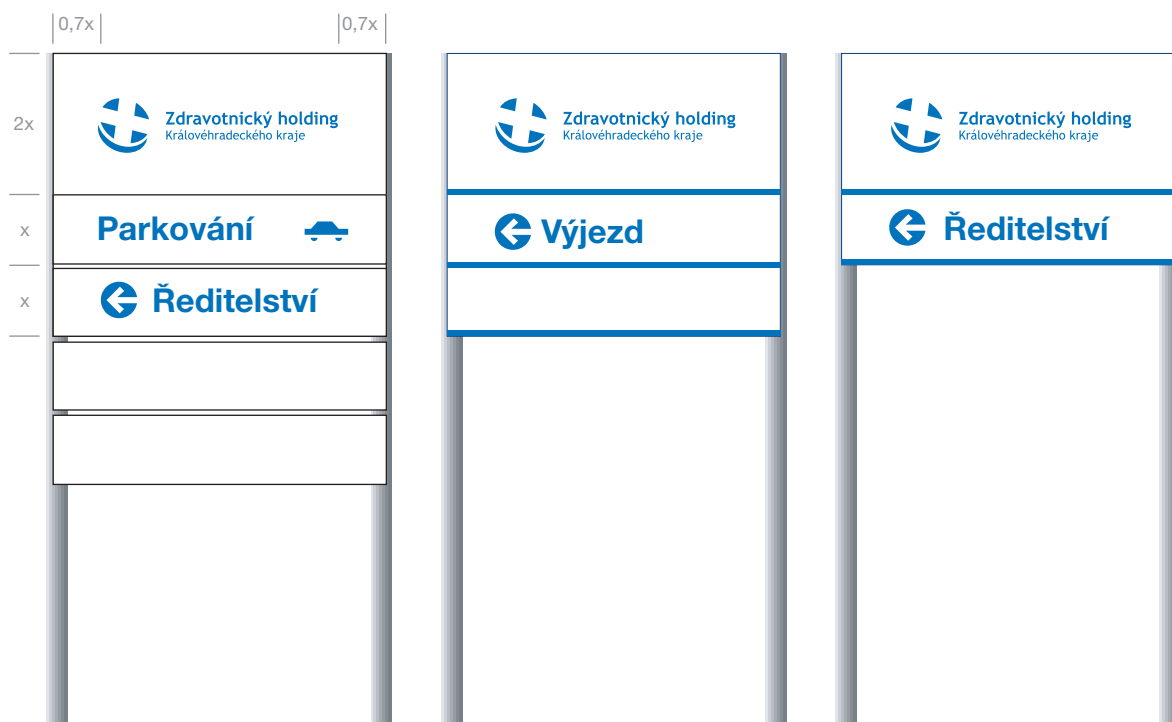 0,7x
0,7x
2x
x
x
Zdravotnický holding
Královéhradeckého kraje
Parkování
Ředitelství
Zdravotnický holding
Královéhradeckého kraje
Výjezd
Zdravotnický holding
Královéhradeckého kraje
Ředitelství